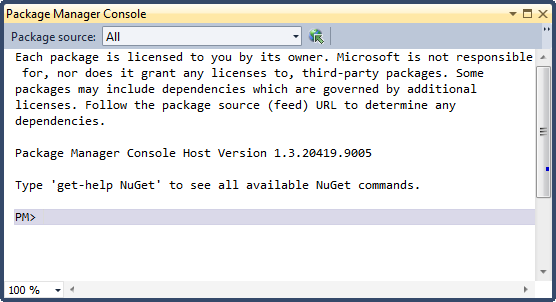 Package Manager Console
Package source: All
Each package is licensed to you by its owner. Microsoft is not responsible
for, nor does it grant any licenses to, third-party packages. Some
packages may include dependencies which are governed by additional
licenses. Follow the package source (feed) URL to determine any
dependencies.
Package Manager Console Host Version 1.3.20419.9005
Type 'get-help NuGet' to see all available NuGet commands.
PM>
100 %